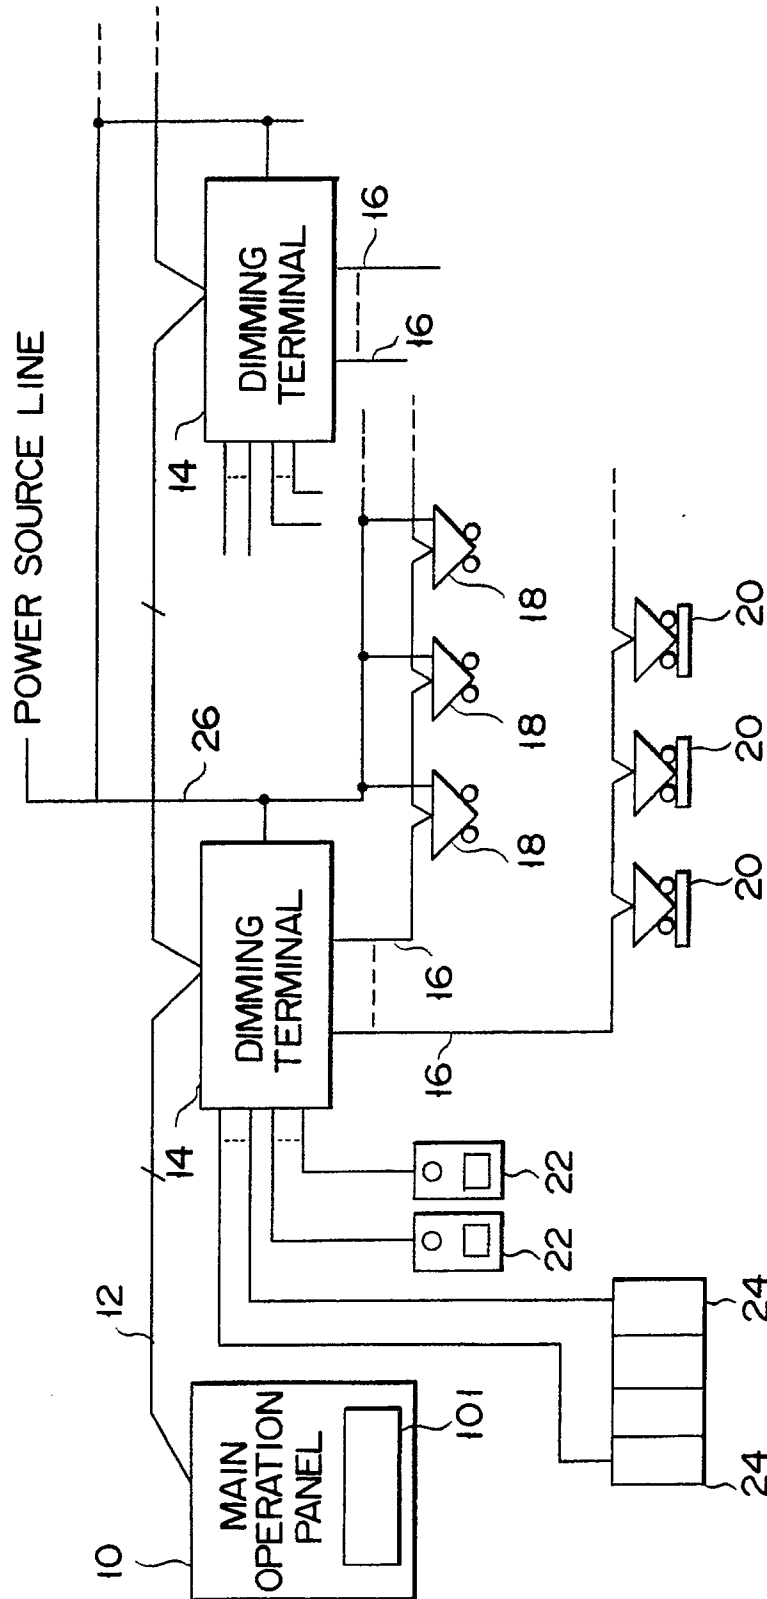 POWER SOURCE LINE
10
MAIN
OPERATION
PANEL
101
12
14
DIMMING
TERMINAL
26
14
DIMMING
TERMINAL
16
16
16
16
18
18
18
20
20
20
22
22
24
24